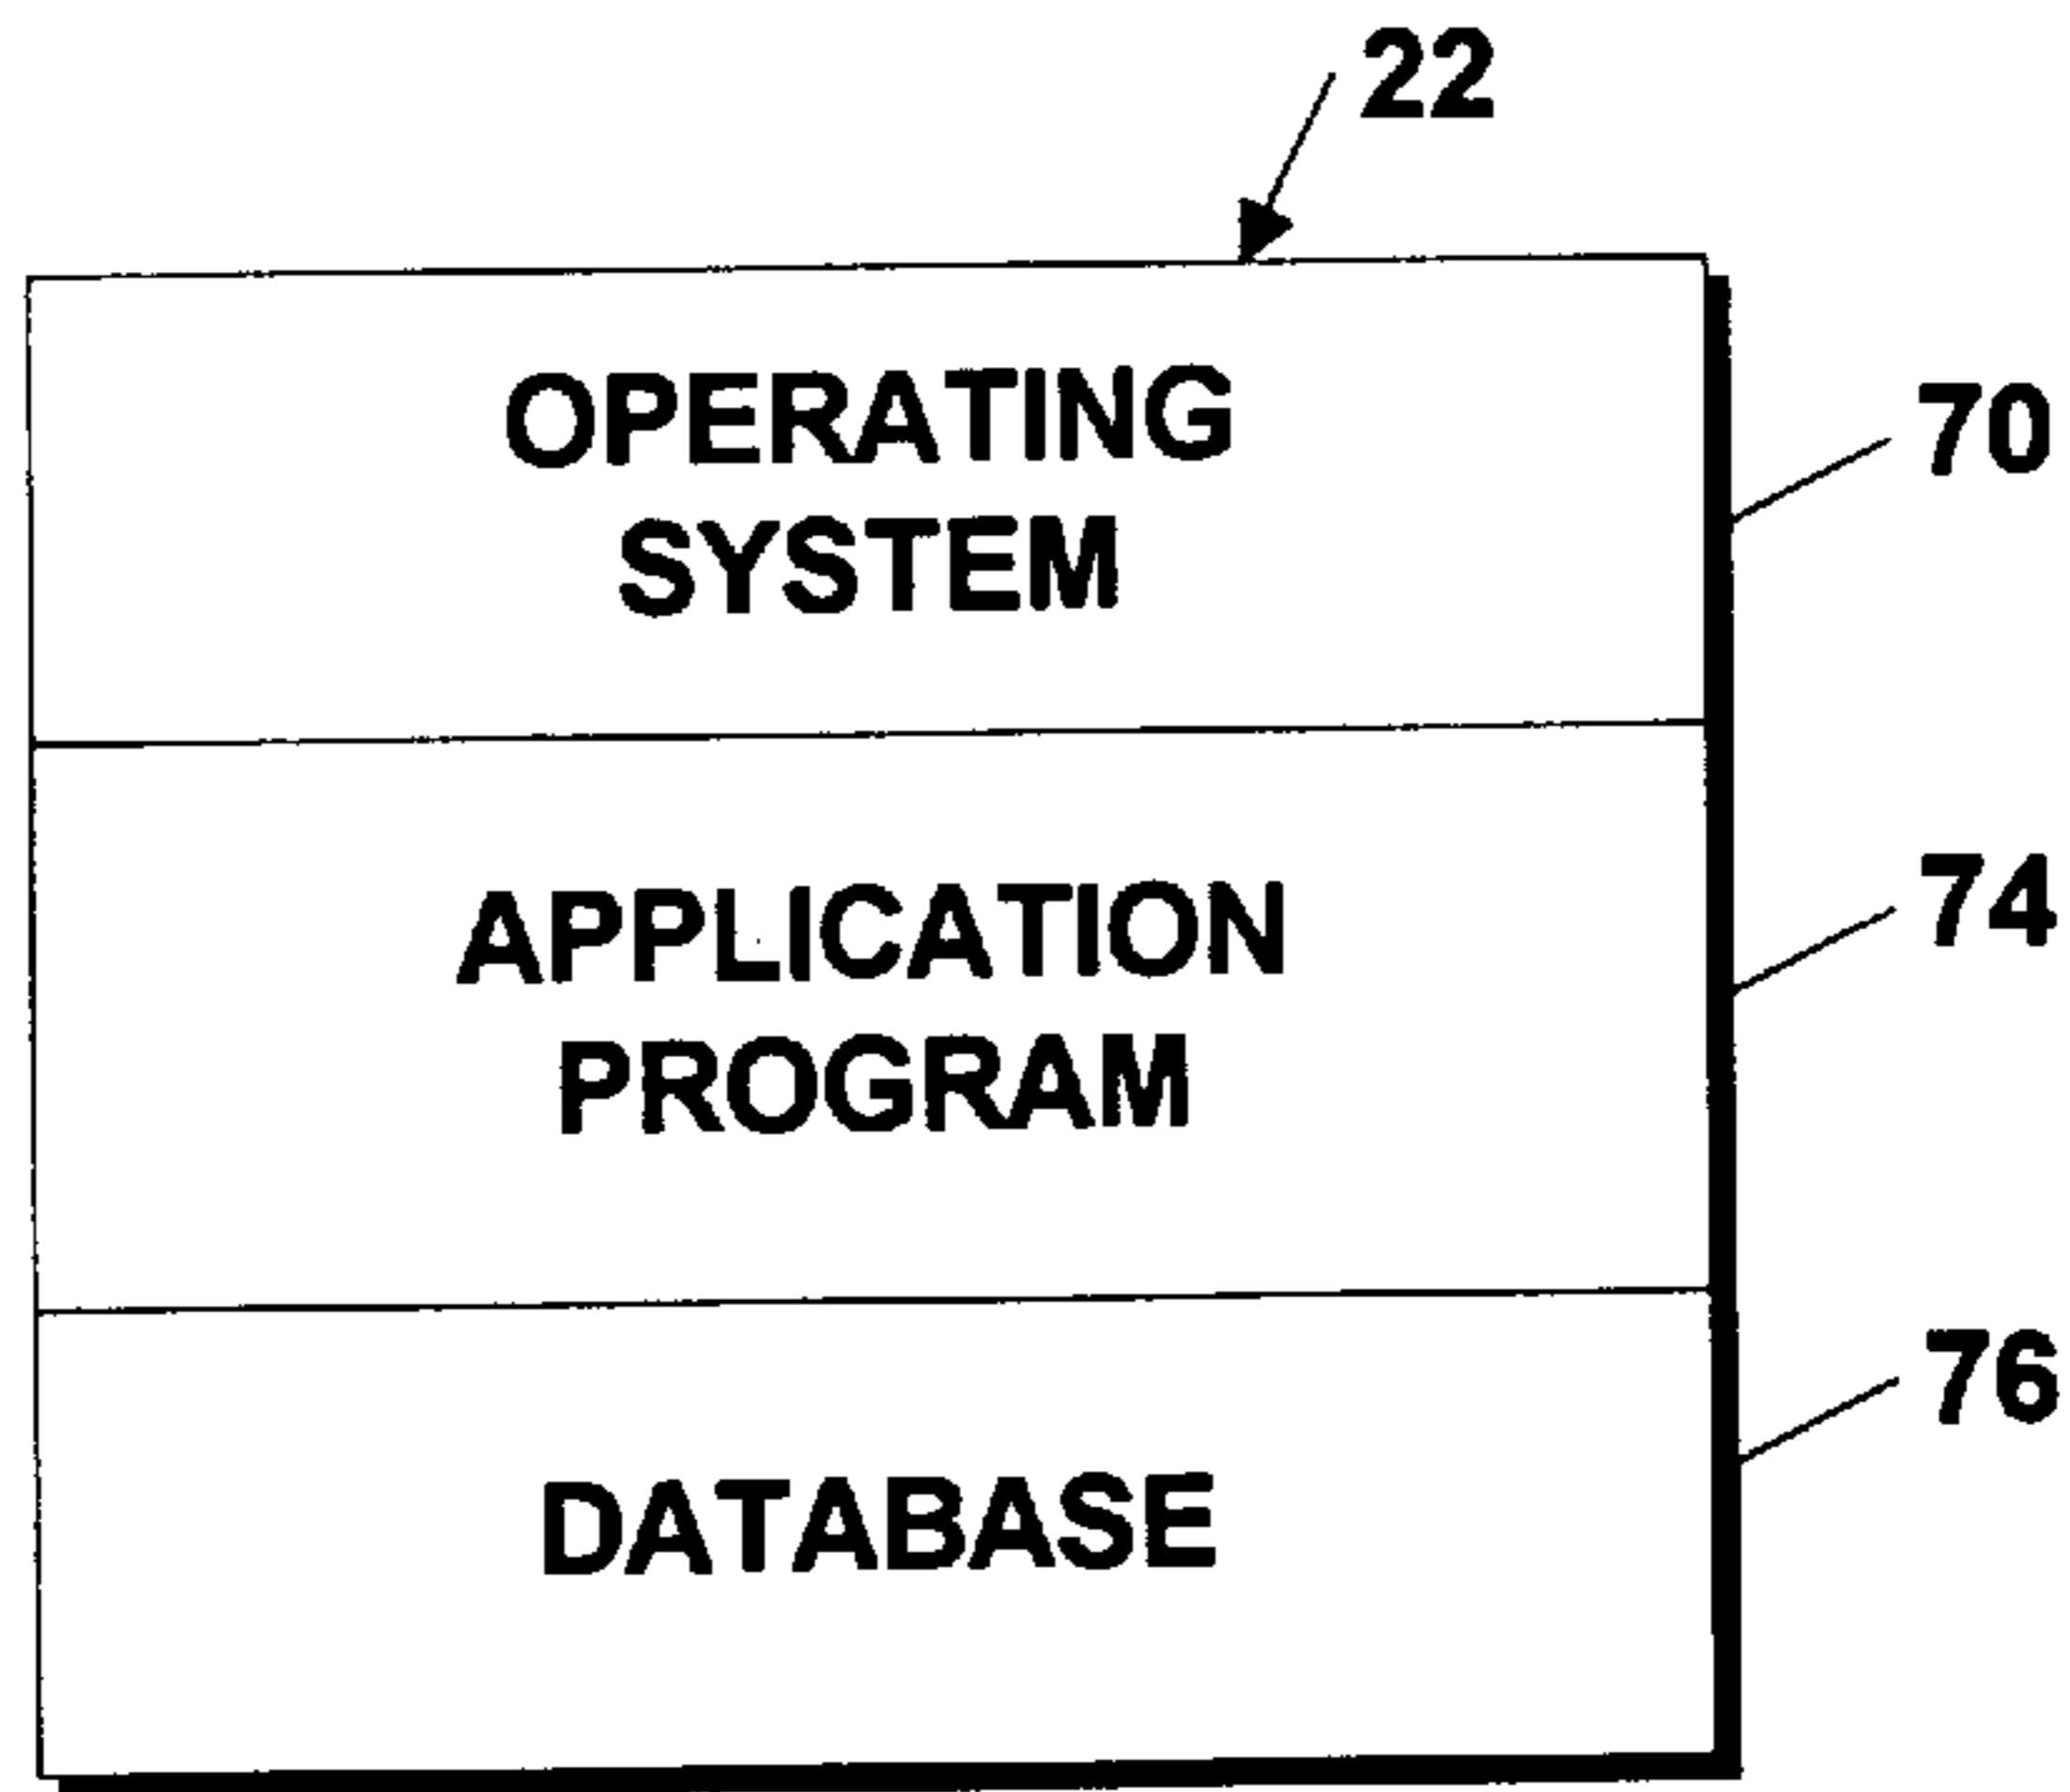 22
OPERATING
SYSTEM
70
APPLICATION
PROGRAM
74
DATABASE
76